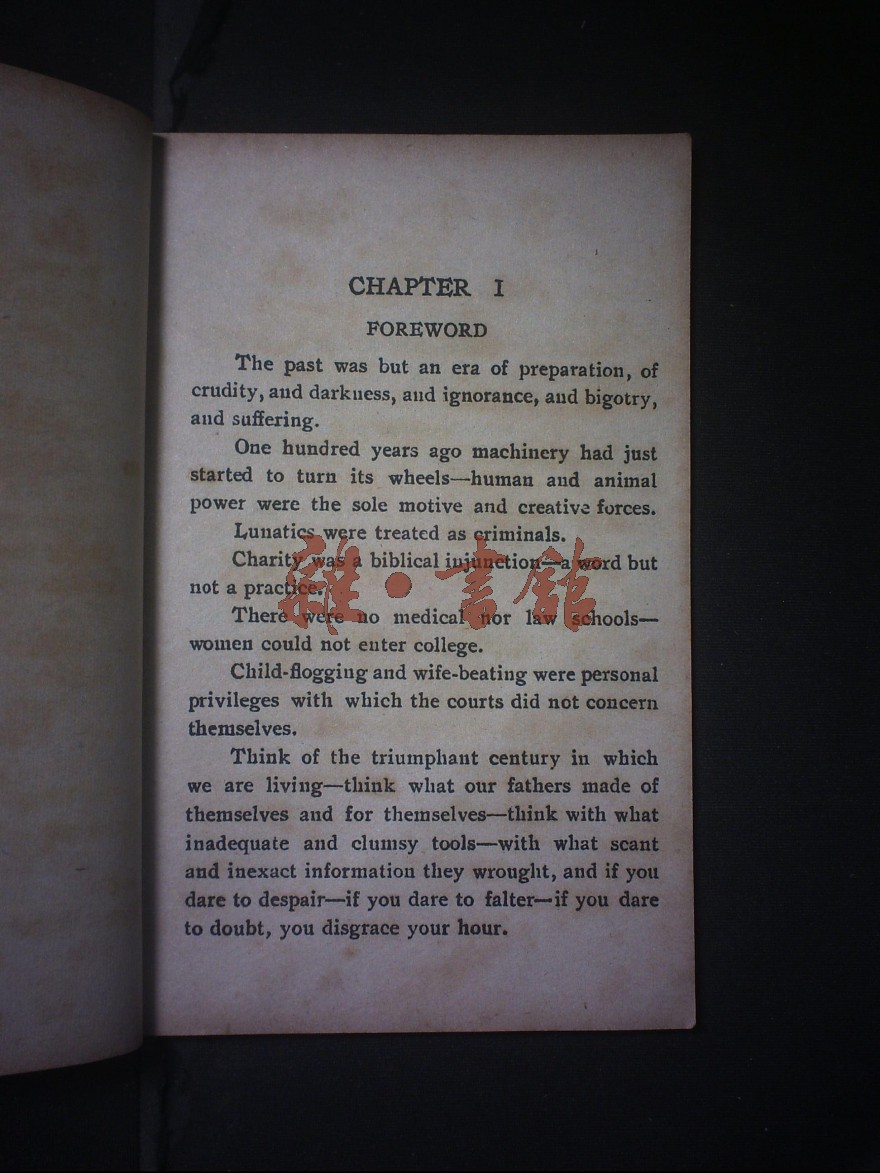 CHAPTER I
FOREWORD
The past was but an era of preparation, of
crudity, and darkness, and ignorance, and bigotry,
and suffering.
One hundred years ago machinery had just
started to turn its wheels—human and animal
power were the sole motive and creative forces.
Lunatics were treated as criminals.
Charity was a biblical injunction—a word but
not a practice.
There were no medical nor law schools—
women could not enter college.
Child-flogging and wife-beating were personal
privileges with which the courts did not concern
themselves.
Think of the triumphant century in which
we are living—think what our fathers made of
themselves and for themselves—think with what
inadequate and clumsy tools—with what scant
and inexact information they wrought, and if you
dare to despair—if you dare to falter—if you dare
to doubt, you disgrace your hour.
雜·書館